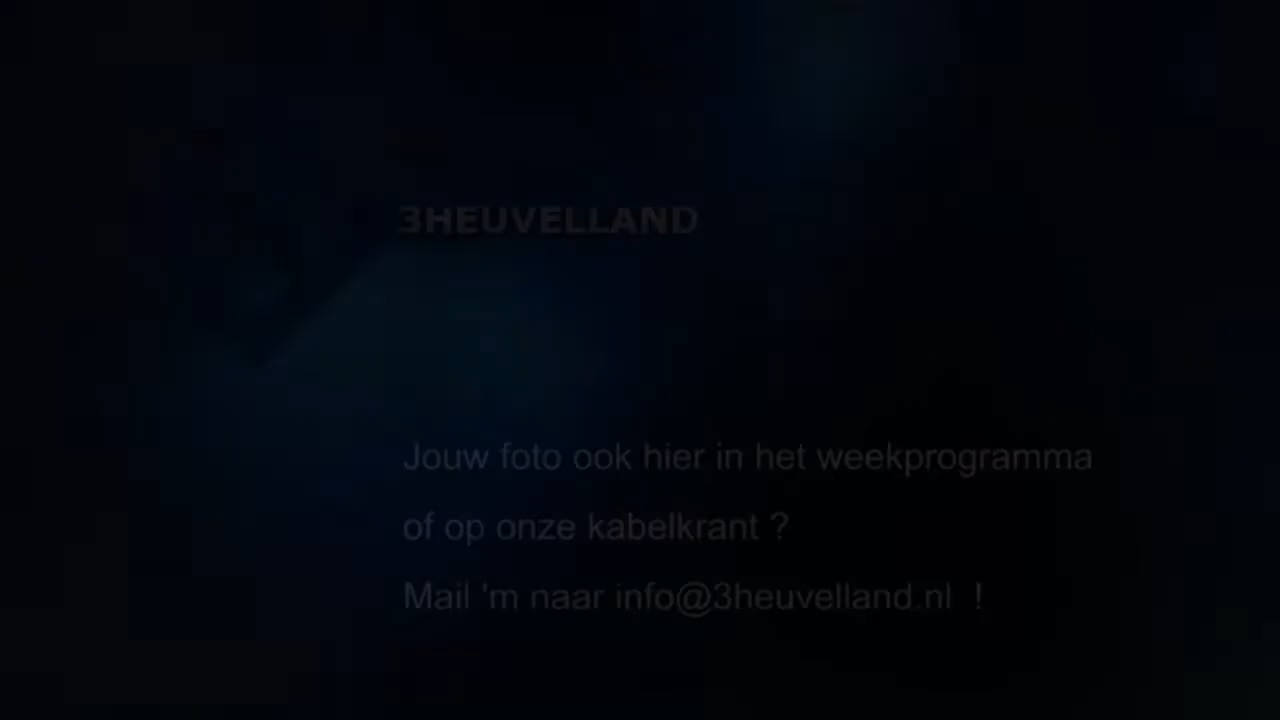 3HEUVELLAND
Jouw foto ook hier in het weekprogramma
of op onze kabelkrant ?
Mail 'm naar info@3heuvelland.nl !